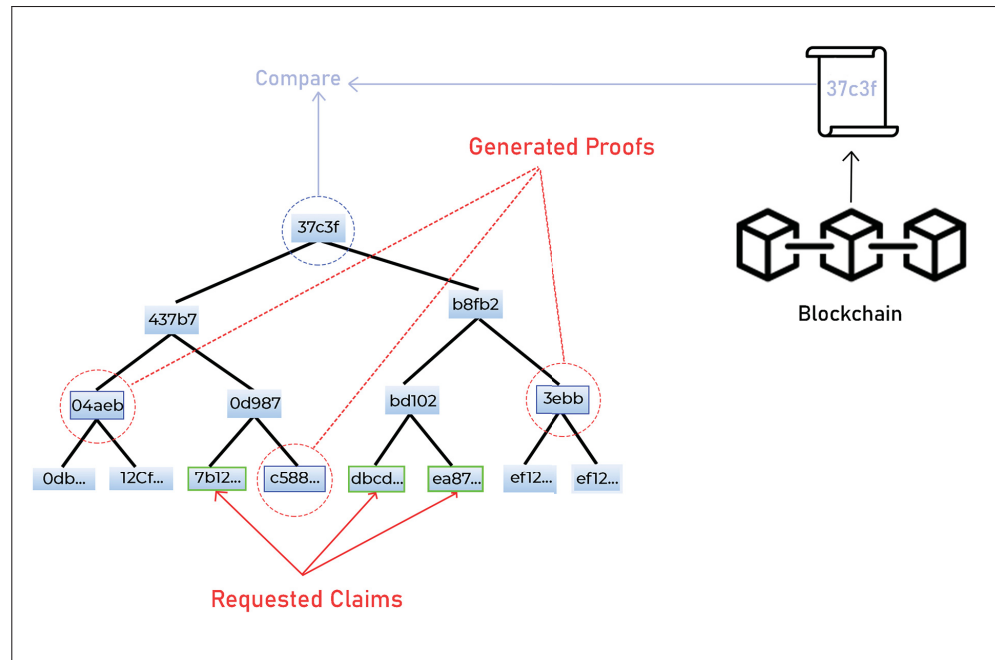 Compare
37c3f
Generated Proofs
37c3f
b8fb2
Blockchain
437b7
04aeb
0d987
bd102
3ebb
0db...
12Cf...
7b12...
c588...
dbcd...
ea87...
ef12...
ef12...
Requested Claims